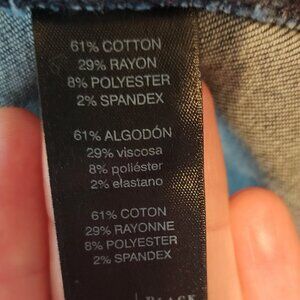 61% COTTON
29% RAYON
8% POLYESTER
2% SPANDEX
61% ALGODÓN
29% viscosa
8% poliéster
2% elastano
61% COTON
29% RAYONNE
8% POLYESTER
2% SPANDEX
BLACK